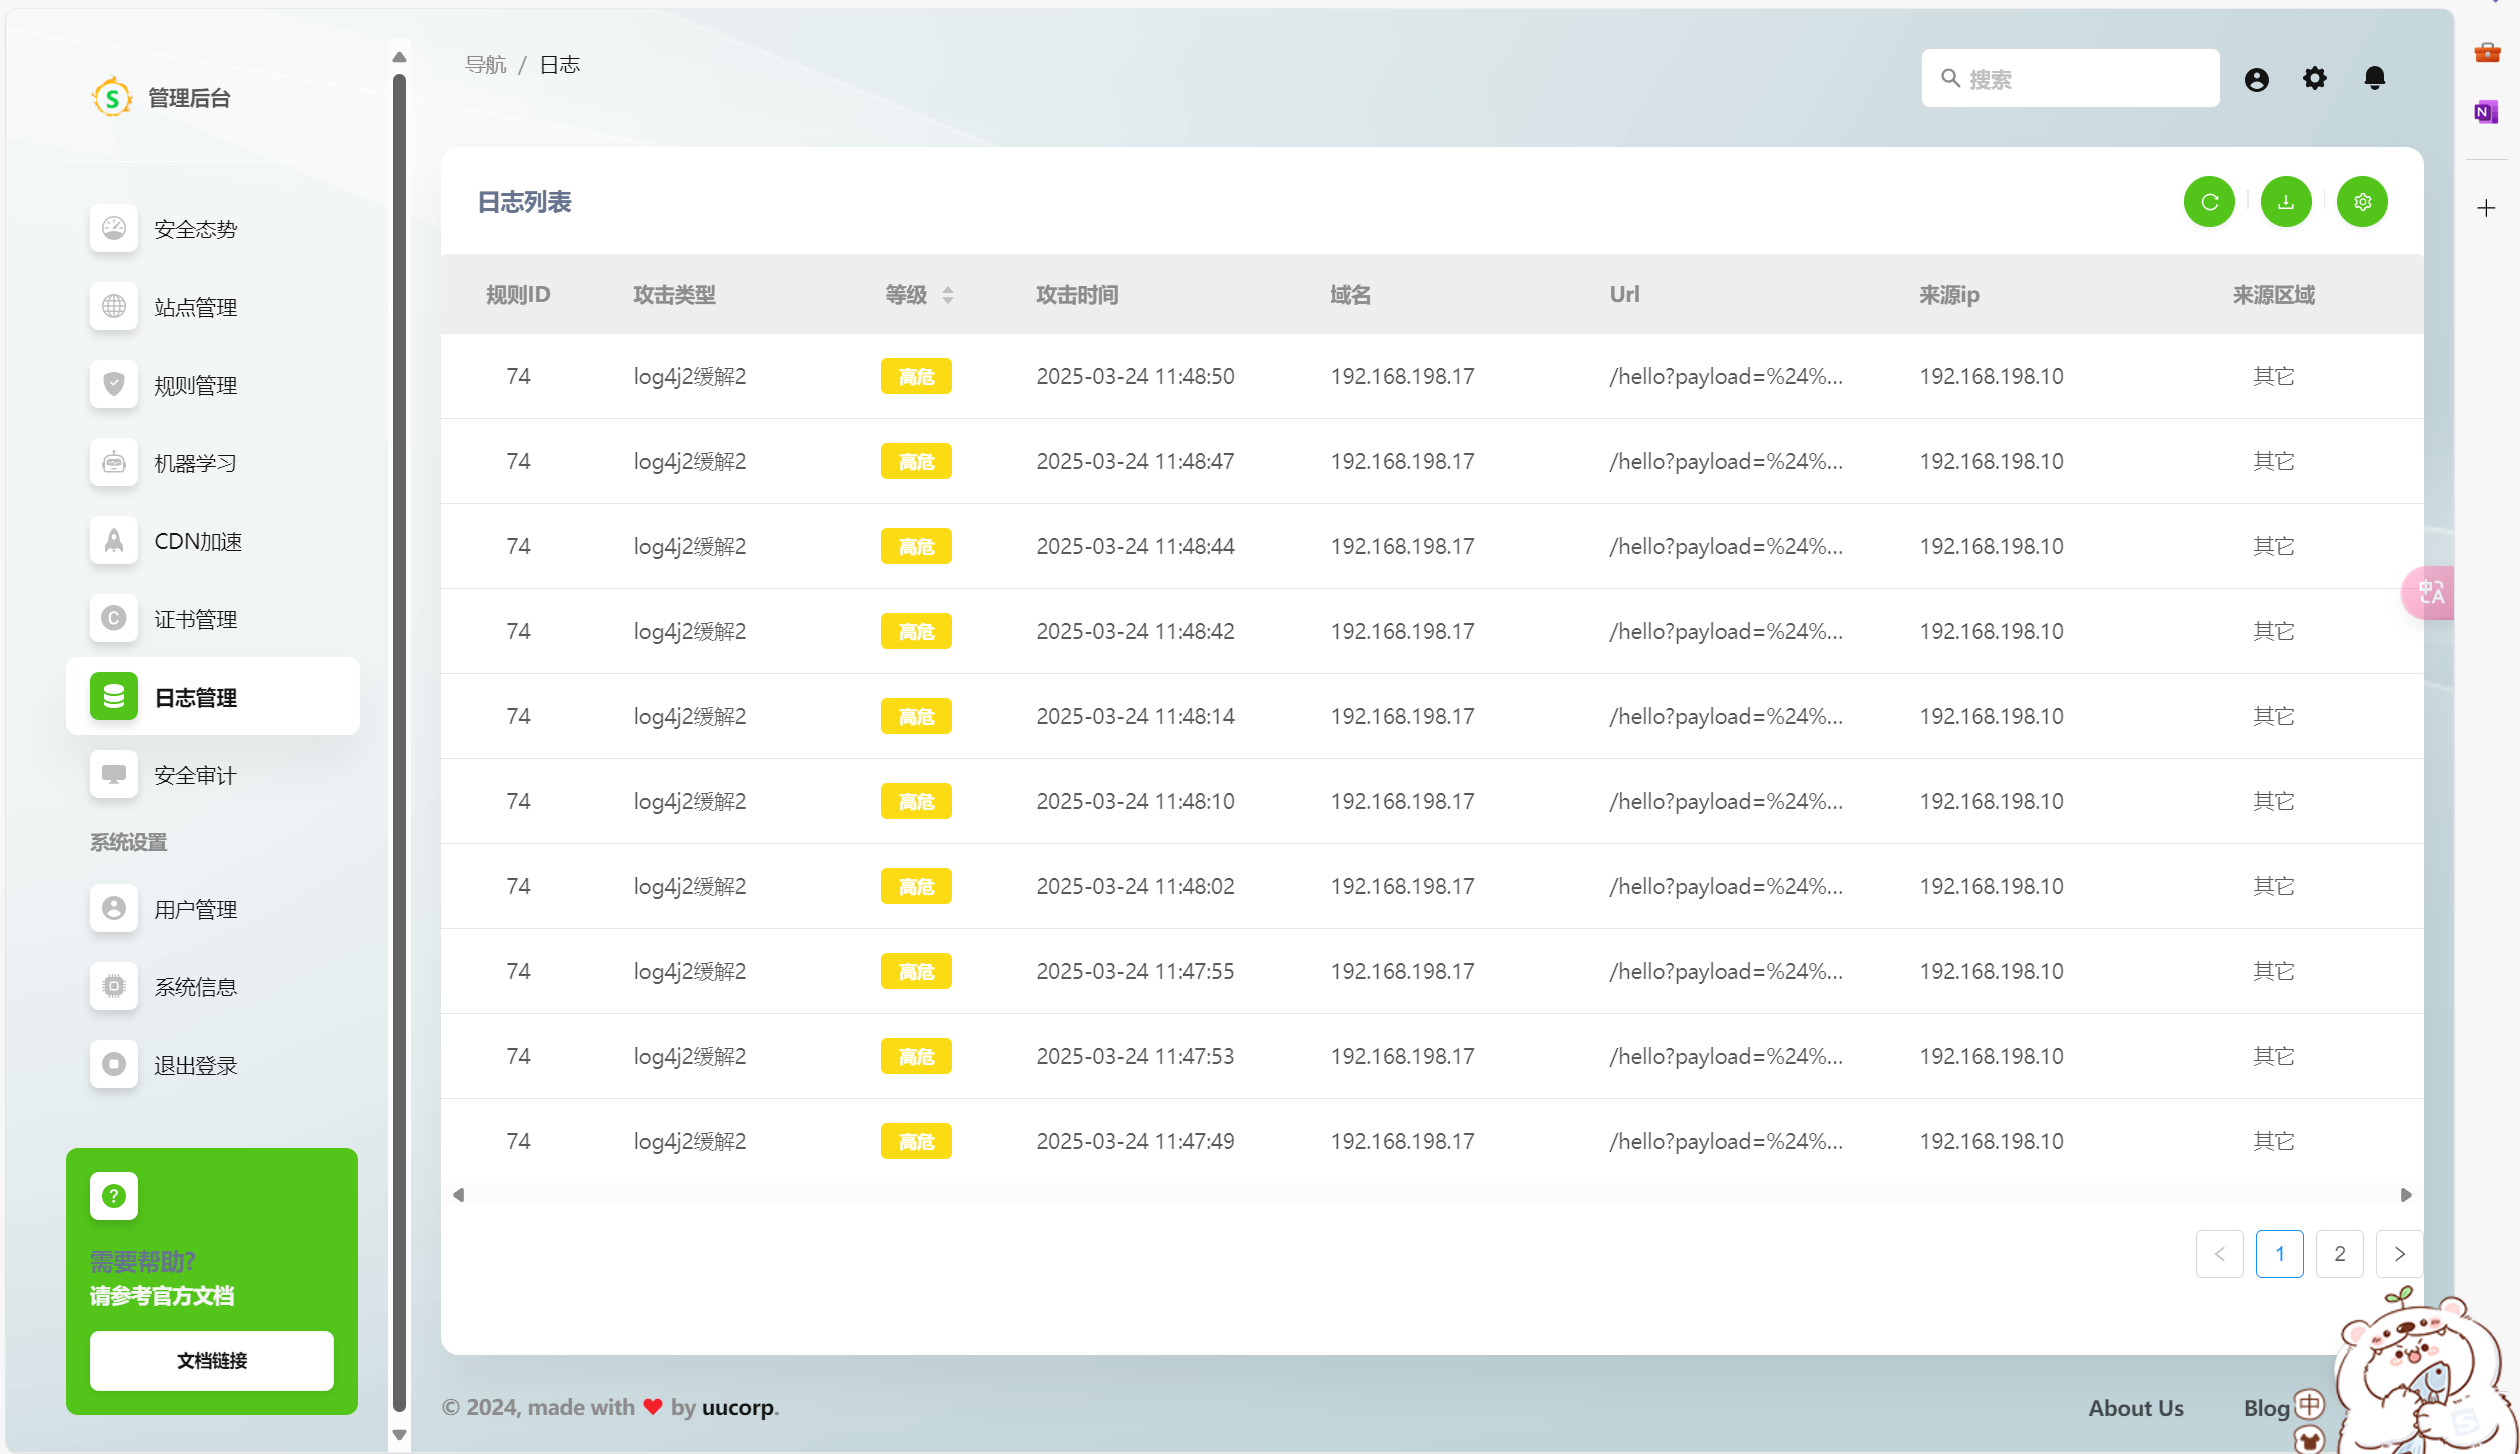 管理后台
导航 / 日志
搜索
安全态势
站点管理
规则管理
机器学习
CDN加速
证书管理
日志管理
安全审计
系统设置
用户管理
系统信息
退出登录
需要帮助?
请参考官方文档
文档链接
日志列表
规则ID 攻击类型 等级 攻击时间 域名 Url 来源ip 来源区域
74 log4j2缓解2 高危 2025-03-24 11:48:50 192.168.198.17 /hello?payload=%24%... 192.168.198.10 其它
74 log4j2缓解2 高危 2025-03-24 11:48:47 192.168.198.17 /hello?payload=%24%... 192.168.198.10 其它
74 log4j2缓解2 高危 2025-03-24 11:48:44 192.168.198.17 /hello?payload=%24%... 192.168.198.10 其它
74 log4j2缓解2 高危 2025-03-24 11:48:42 192.168.198.17 /hello?payload=%24%... 192.168.198.10 其它
74 log4j2缓解2 高危 2025-03-24 11:48:14 192.168.198.17 /hello?payload=%24%... 192.168.198.10 其它
74 log4j2缓解2 高危 2025-03-24 11:48:10 192.168.198.17 /hello?payload=%24%... 192.168.198.10 其它
74 log4j2缓解2 高危 2025-03-24 11:48:02 192.168.198.17 /hello?payload=%24%... 192.168.198.10 其它
74 log4j2缓解2 高危 2025-03-24 11:47:55 192.168.198.17 /hello?payload=%24%... 192.168.198.10 其它
74 log4j2缓解2 高危 2025-03-24 11:47:53 192.168.198.17 /hello?payload=%24%... 192.168.198.10 其它
74 log4j2缓解2 高危 2025-03-24 11:47:49 192.168.198.17 /hello?payload=%24%... 192.168.198.10 其它
< 1 2 >
© 2024, made with ❤ by uucorp.
About Us Blog
中